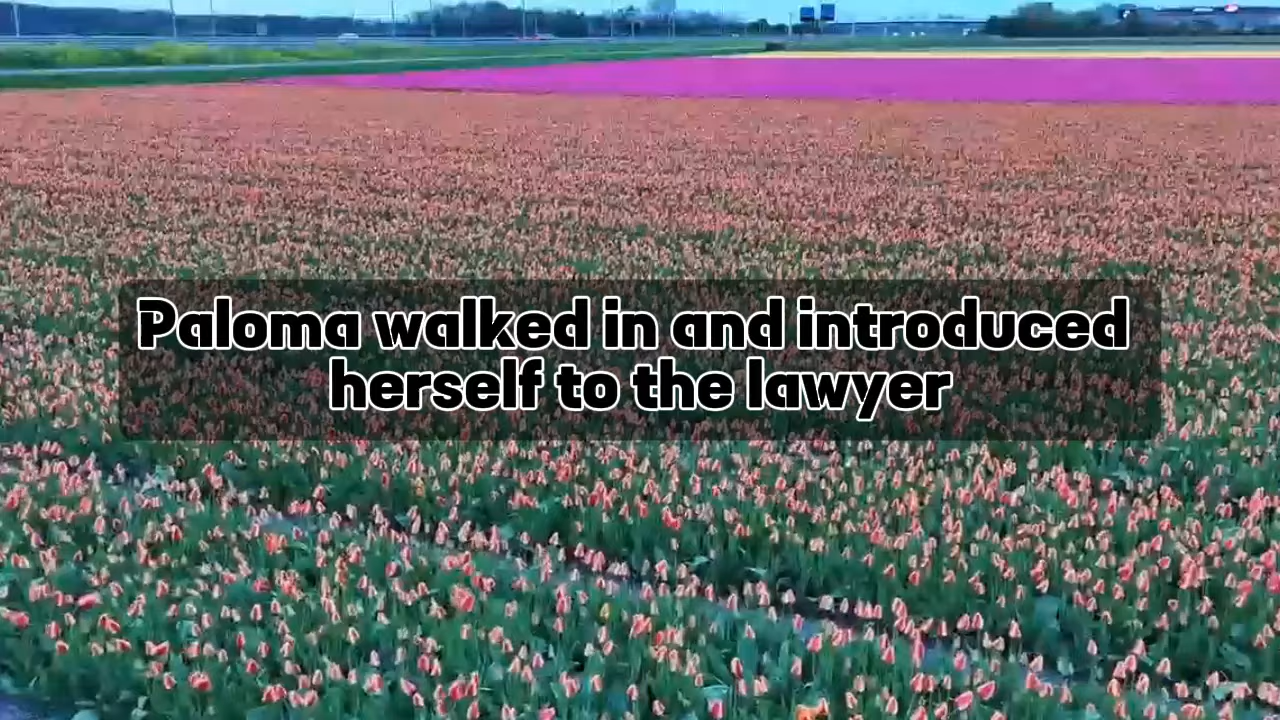 Paloma walked in and introduced
herself to the lawyer